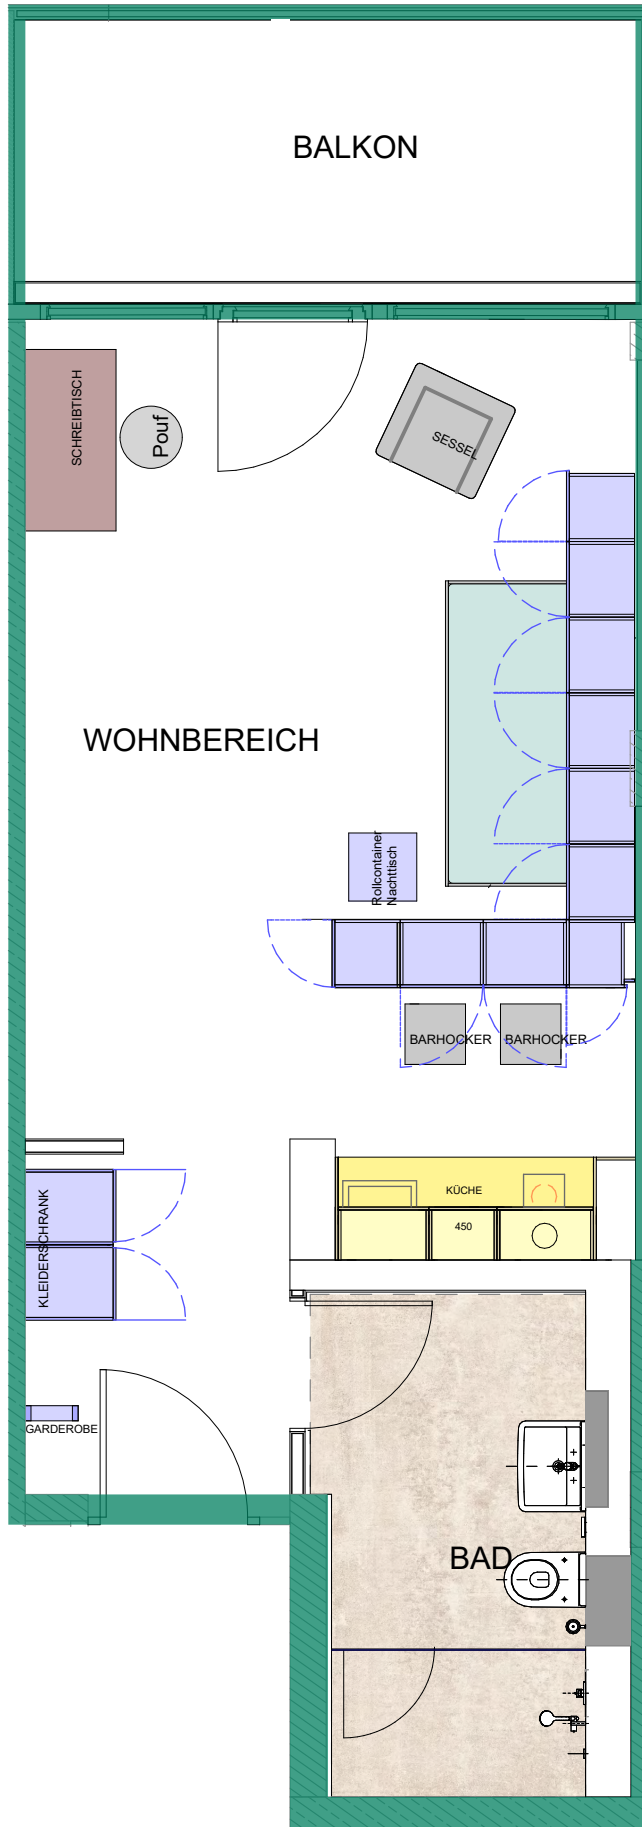 BALKON
SCHREIBTISCH
Pouf
SESSEL
WOHNBEREICH
Rollcontainer
Nachttisch
BARHOCKER
BARHOCKER
KLEIDERSCHRANK
KÜCHE
450
GARDEROBE
BAD